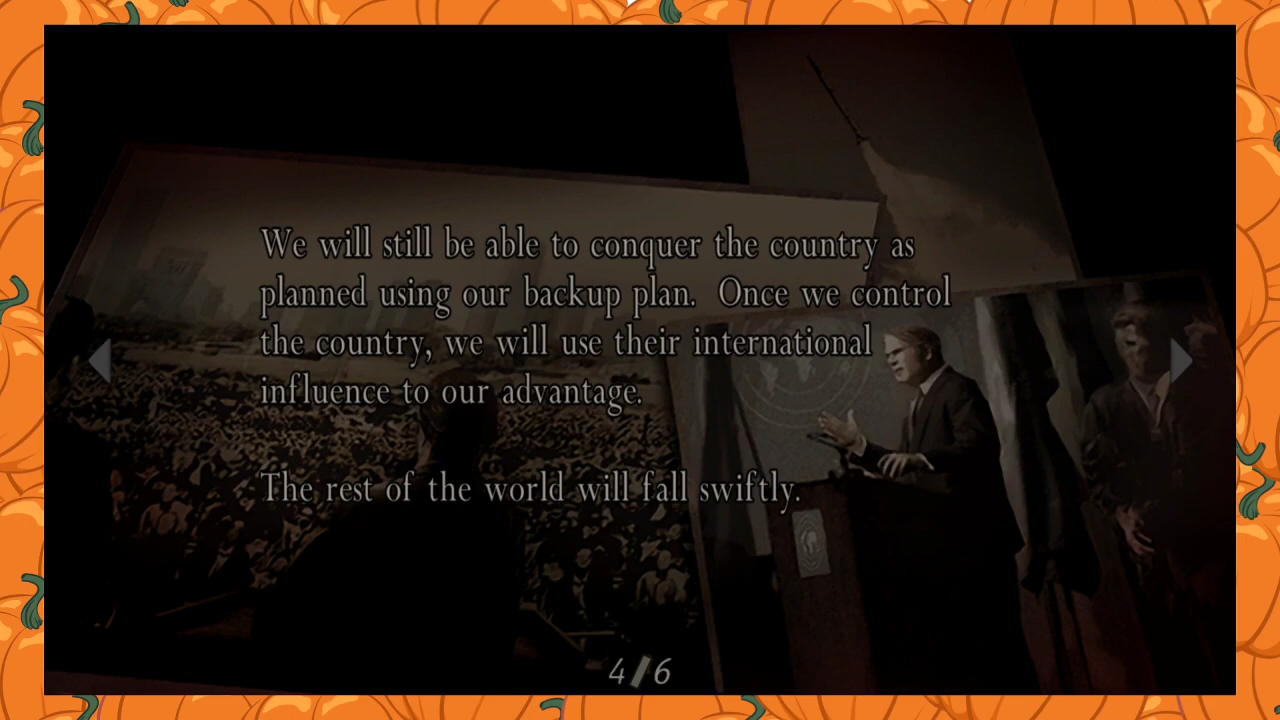 We will still be able to conquer the country as
planned using our backup plan.  Once we control
the country, we will use their international
influence to our advantage.
The rest of the world will fall swiftly.
4/6